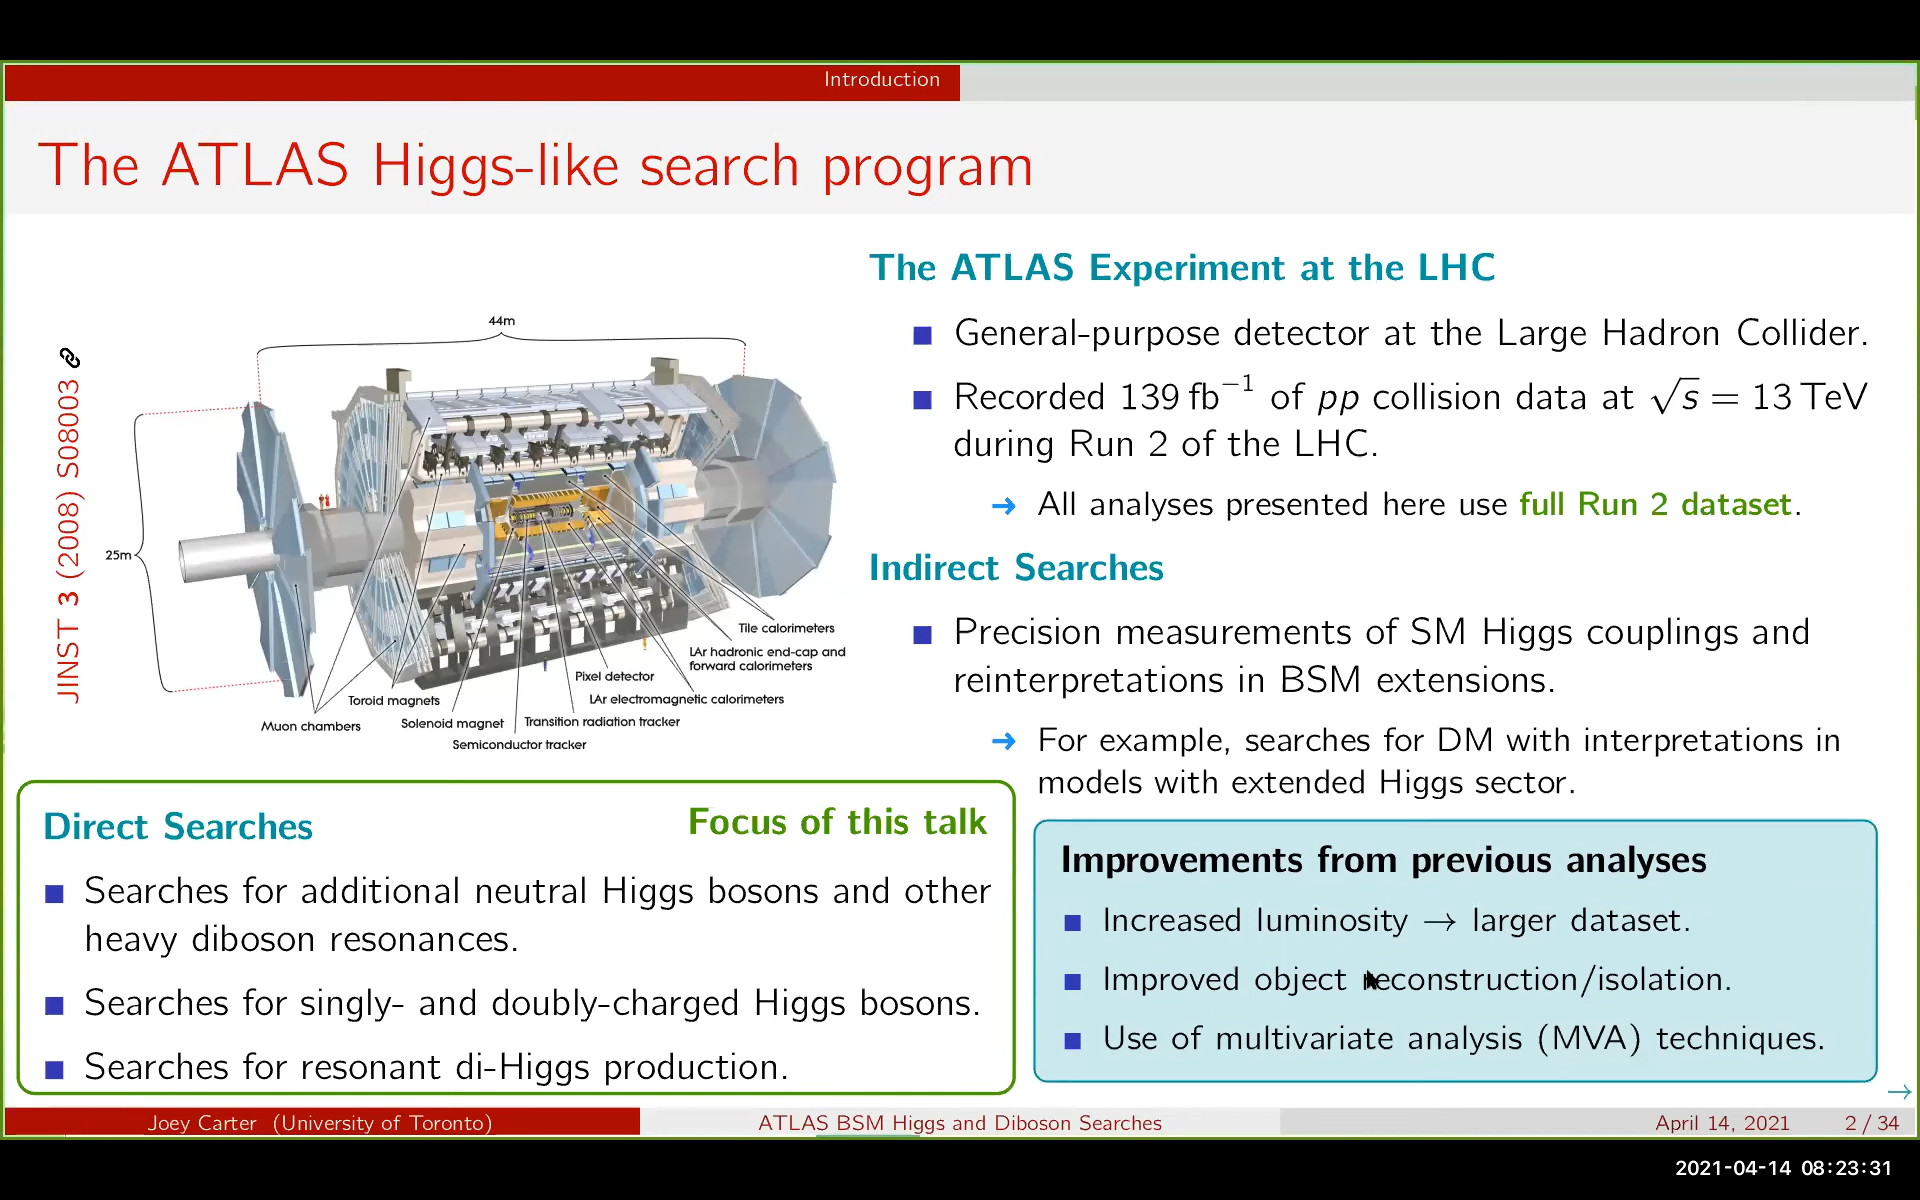 Introduction
The ATLAS Higgs-like search program
JINST 3 (2008) S08003
44m
25m
Tile calorimeters
LAr hadronic end-cap and
forward calorimeters
Pixel detector
LAr electromagnetic calorimeters
Toroid magnets
Muon chambers
Solenoid magnet
Transition radiation tracker
Semiconductor tracker
The ATLAS Experiment at the LHC
General-purpose detector at the Large Hadron Collider.
Recorded 139 fb⁻¹ of pp collision data at √s = 13 TeV
during Run 2 of the LHC.
➜ All analyses presented here use full Run 2 dataset.
Indirect Searches
Precision measurements of SM Higgs couplings and
reinterpretations in BSM extensions.
➜ For example, searches for DM with interpretations in
models with extended Higgs sector.
Direct Searches
Focus of this talk
Searches for additional neutral Higgs bosons and other
heavy diboson resonances.
Searches for singly- and doubly-charged Higgs bosons.
Searches for resonant di-Higgs production.
Improvements from previous analyses
Increased luminosity → larger dataset.
Improved object reconstruction/isolation.
Use of multivariate analysis (MVA) techniques.
→
Joey Carter (University of Toronto)
ATLAS BSM Higgs and Diboson Searches
April 14, 2021
2 / 34
2021-04-14 08:23:31